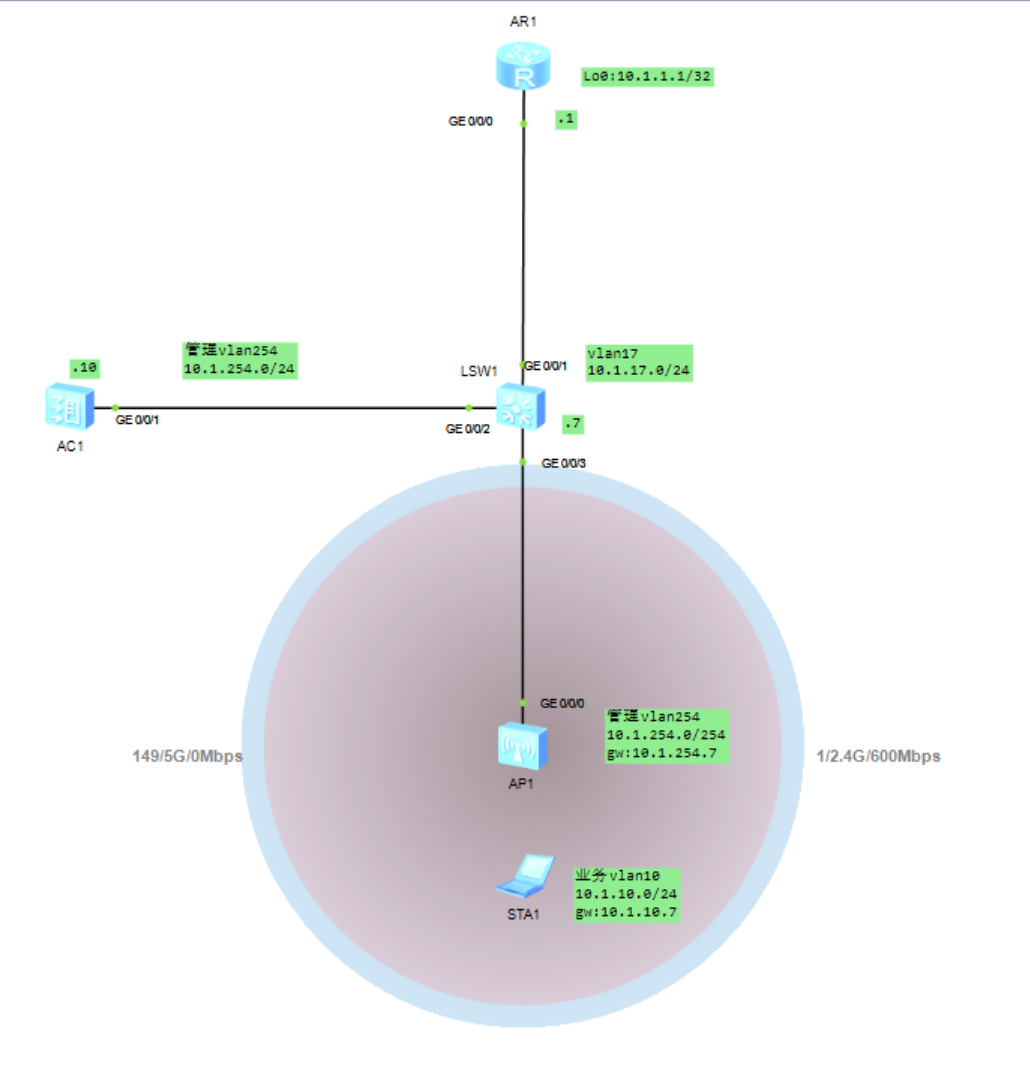 AR1
Lo0:10.1.1.1/32
GE 0/0/0
.1
管理vlan254
10.1.254.0/24
.10
GE 0/0/1
AC1
LSW1
GE 0/0/1
vlan17
10.1.17.0/24
GE 0/0/2
.7
GE 0/0/3
GE 0/0/0
管理vlan254
10.1.254.0/254
gw:10.1.254.7
149/5G/0Mbps
1/2.4G/600Mbps
AP1
业务vlan10
10.1.10.0/24
gw:10.1.10.7
STA1